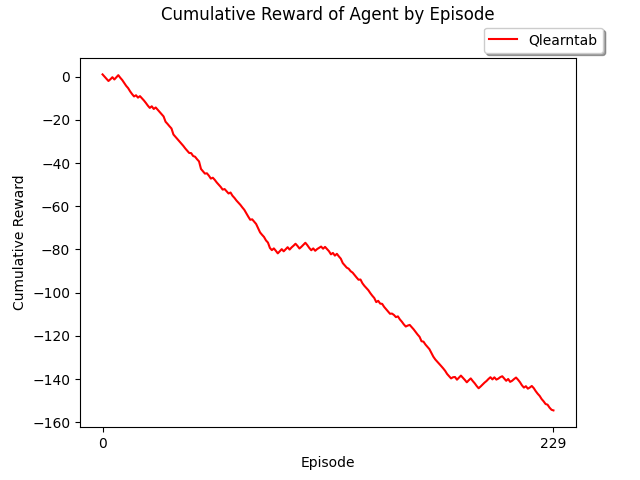 Cumulative Reward of Agent by Episode
Qlearntab
0
−20
−40
−60
−80
−100
−120
−140
−160
Cumulative Reward
0 229
Episode